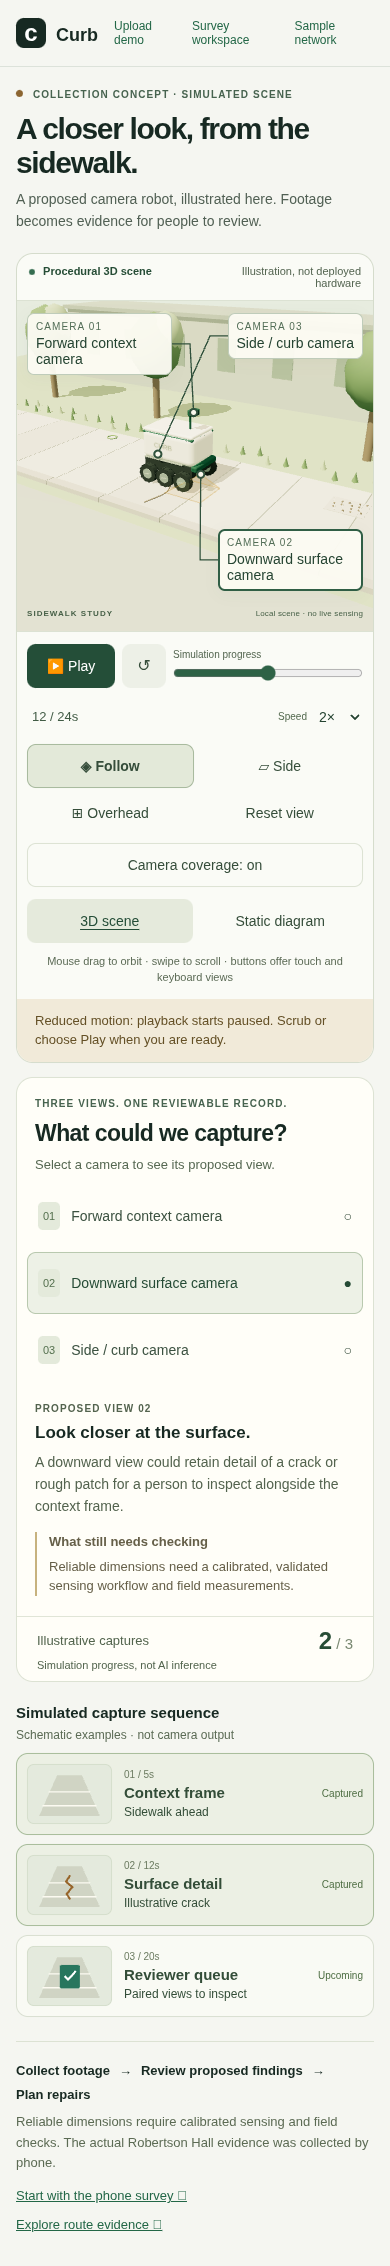 C Curb
Upload demo
Survey workspace
Sample network
COLLECTION CONCEPT · SIMULATED SCENE
A closer look, from the
sidewalk.
A proposed camera robot, illustrated here. Footage
becomes evidence for people to review.
Procedural 3D scene
Illustration, not deployed
hardware
CAMERA 01
Forward context
camera
CAMERA 03
Side / curb camera
CAMERA 02
Downward surface
camera
SIDEWALK STUDY
Local scene · no live sensing
▶️ Play
↺
Simulation progress
12 / 24s
Speed 2×
◈ Follow
▱ Side
⊞ Overhead
Reset view
Camera coverage: on
3D scene
Static diagram
Mouse drag to orbit · swipe to scroll · buttons offer touch and
keyboard views
Reduced motion: playback starts paused. Scrub or
choose Play when you are ready.
THREE VIEWS. ONE REVIEWABLE RECORD.
What could we capture?
Select a camera to see its proposed view.
01 Forward context camera ○
02 Downward surface camera ●
03 Side / curb camera ○
PROPOSED VIEW 02
Look closer at the surface.
A downward view could retain detail of a crack or
rough patch for a person to inspect alongside the
context frame.
What still needs checking
Reliable dimensions need a calibrated, validated
sensing workflow and field measurements.
Illustrative captures
2 / 3
Simulation progress, not AI inference
Simulated capture sequence
Schematic examples · not camera output
01 / 5s
Context frame
Sidewalk ahead
Captured
02 / 12s
Surface detail
Illustrative crack
Captured
03 / 20s
Reviewer queue
Paired views to inspect
Upcoming
Collect footage → Review proposed findings →
Plan repairs
Reliable dimensions require calibrated sensing and field
checks. The actual Robertson Hall evidence was collected by
phone.
Start with the phone survey
Explore route evidence